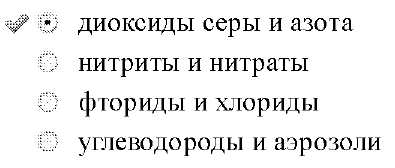 диоксиды серы и азота
нитриты и нитраты
фториды и хлориды
углеводороды и аэрозоли